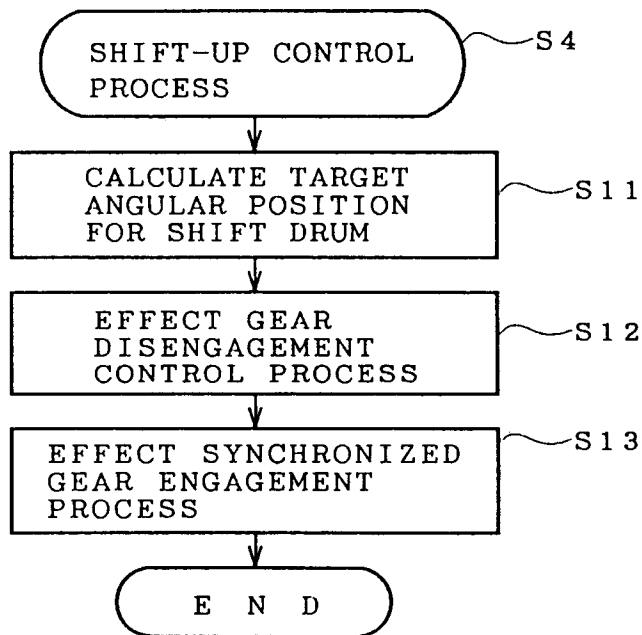 SHIFT-UP CONTROL
PROCESS
S4
CALCULATE TARGET
ANGULAR POSITION
FOR SHIFT DRUM
S11
EFFECT GEAR
DISENGAGEMENT
CONTROL PROCESS
S12
EFFECT SYNCHRONIZED
GEAR ENGAGEMENT
PROCESS
S13
END